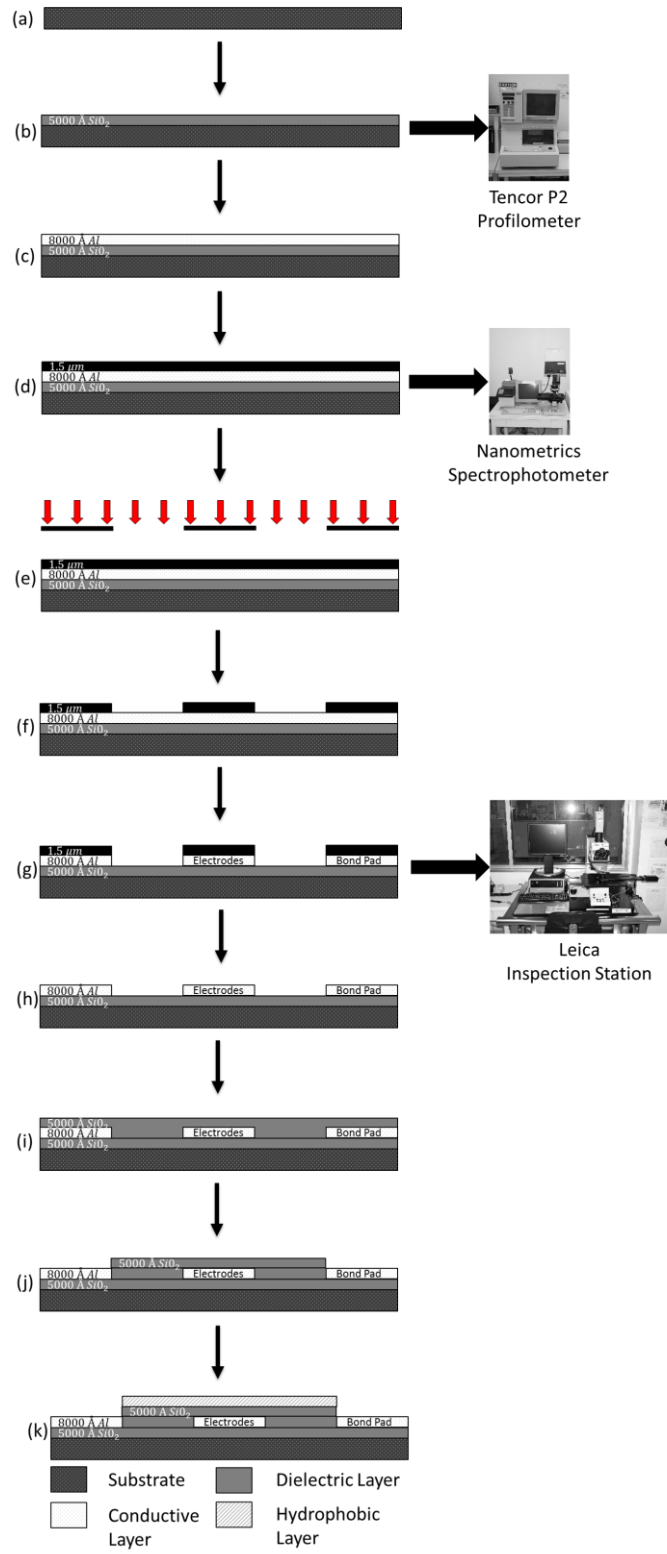 (a)
(b)
5000 Å SiO₂
Tencor P2
Profilometer
(c)
8000 Å Al
5000 Å SiO₂
(d)
1.5 μm
8000 Å Al
5000 Å SiO₂
Nanometrics
Spectrophotometer
(e)
1.5 μm
8000 Å Al
5000 Å SiO₂
(f)
1.5 μm
8000 Å Al
5000 Å SiO₂
(g)
1.5 μm
8000 Å Al Electrodes Bond Pad
5000 Å SiO₂
Leica
Inspection Station
(h)
8000 Å Al Electrodes Bond Pad
5000 Å SiO₂
(i)
5000 Å SiO₂
8000 Å Al Electrodes Bond Pad
5000 Å SiO₂
(j)
5000 Å SiO₂
8000 Å Al Electrodes Bond Pad
5000 Å SiO₂
(k)
5000 Å SiO₂
8000 Å Al Electrodes Bond Pad
5000 Å SiO₂
Substrate
Dielectric Layer
Conductive
Layer
Hydrophobic
Layer